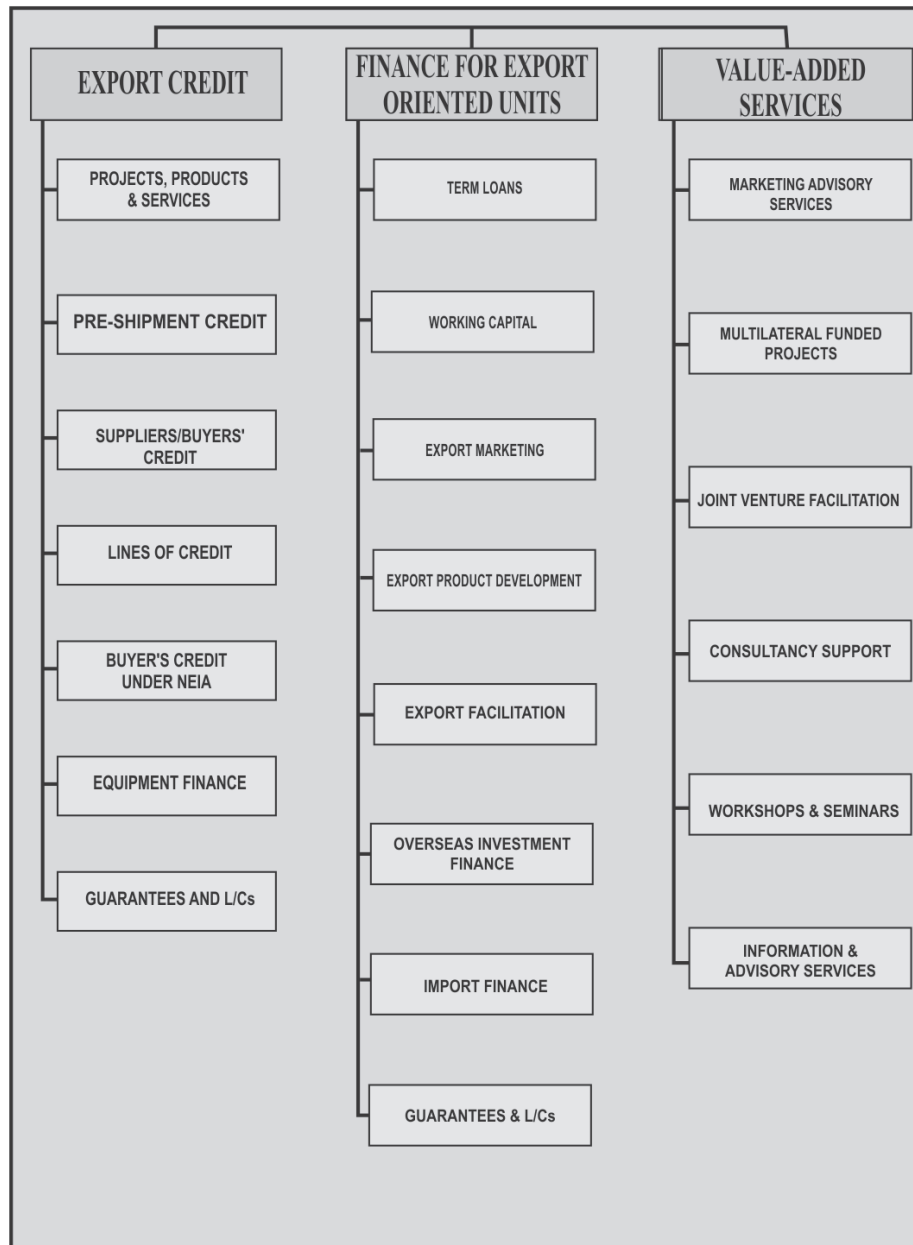 EXPORT CREDIT
PROJECTS, PRODUCTS
& SERVICES
PRE-SHIPMENT CREDIT
SUPPLIERS/BUYERS'
CREDIT
LINES OF CREDIT
BUYER'S CREDIT
UNDER NEIA
EQUIPMENT FINANCE
GUARANTEES AND L/Cs
FINANCE FOR EXPORT
ORIENTED UNITS
TERM LOANS
WORKING CAPITAL
EXPORT MARKETING
EXPORT PRODUCT DEVELOPMENT
EXPORT FACILITATION
OVERSEAS INVESTMENT
FINANCE
IMPORT FINANCE
GUARANTEES & L/Cs
VALUE-ADDED
SERVICES
MARKETING ADVISORY
SERVICES
MULTILATERAL FUNDED
PROJECTS
JOINT VENTURE FACILITATION
CONSULTANCY SUPPORT
WORKSHOPS & SEMINARS
INFORMATION &
ADVISORY SERVICES